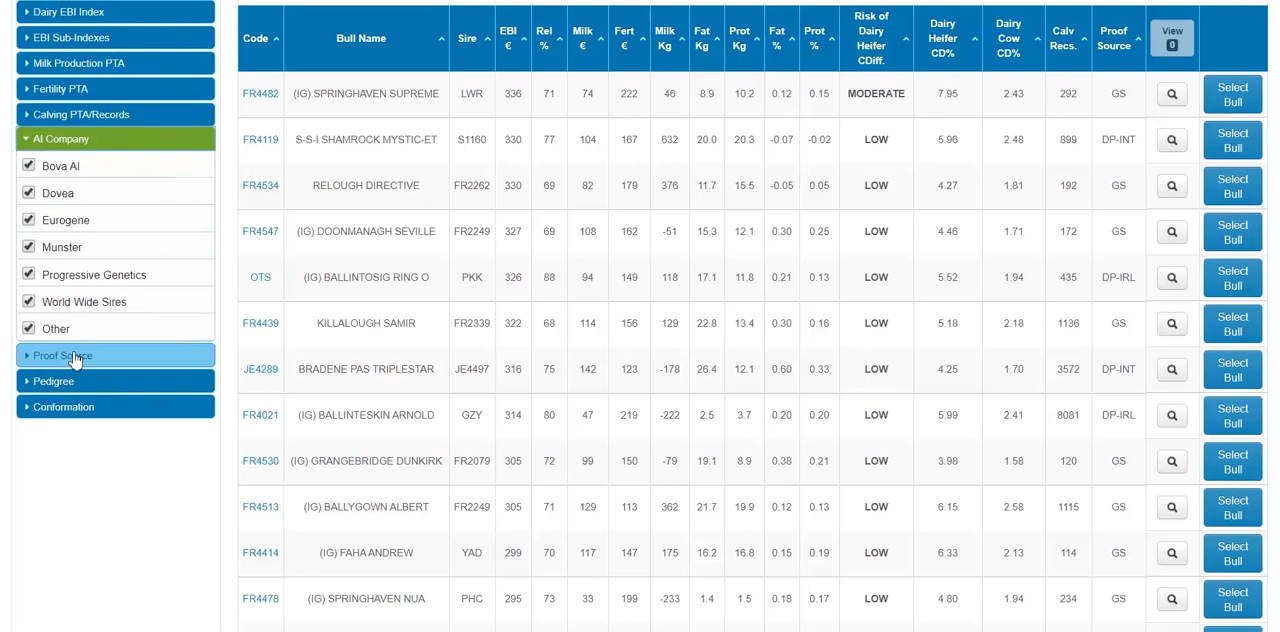 Dairy EBI Index
EBI Sub-Indexes
Milk Production PTA
Fertility PTA
Calving PTA/Records
AI Company
Bova AI
Dovea
Eurogene
Munster
Progressive Genetics
World Wide Sires
Other
Proof Source
Pedigree
Conformation
Code Bull Name Sire EBI € Rel % Milk € Fert € Milk Kg Fat Kg Prot Kg Fat % Prot % Risk of Dairy Heifer CDiff. Dairy Heifer CD% Dairy Cow CD% Calv Recs. Proof Source View 0
FR4482 (IG) SPRINGHAVEN SUPREME LWR 336 71 74 222 46 8.9 10.2 0.12 0.15 MODERATE 7.95 2.43 292 GS Select Bull
FR4119 S-S-I SHAMROCK MYSTIC-ET S1160 330 77 104 167 632 20.0 20.3 -0.07 -0.02 LOW 5.96 2.48 899 DP-INT Select Bull
FR4534 RELOUGH DIRECTIVE FR2262 330 69 82 179 376 11.7 15.5 -0.05 0.05 LOW 4.27 1.81 192 GS Select Bull
FR4547 (IG) DOONMANAGH SEVILLE FR2249 327 69 108 162 -51 15.3 12.1 0.30 0.25 LOW 4.46 1.71 172 GS Select Bull
OTS (IG) BALLINTOSIG RING O PKK 326 88 94 149 118 17.1 11.8 0.21 0.13 LOW 5.52 1.94 435 DP-IRL Select Bull
FR4439 KILLALOUGH SAMIR FR2339 322 68 114 156 129 22.8 13.4 0.30 0.16 LOW 5.18 2.18 1136 GS Select Bull
JE4289 BRADENE PAS TRIPLESTAR JE4497 316 75 142 123 -178 26.4 12.1 0.60 0.33 LOW 4.25 1.70 3572 DP-INT Select Bull
FR4021 (IG) BALLINTESKIN ARNOLD GZY 314 80 47 219 -222 2.5 3.7 0.20 0.20 LOW 5.99 2.41 8081 DP-IRL Select Bull
FR4530 (IG) GRANGEBRIDGE DUNKIRK FR2079 305 72 99 150 -79 19.1 8.9 0.38 0.21 LOW 3.98 1.58 120 GS Select Bull
FR4513 (IG) BALLYGOWN ALBERT FR2249 305 71 129 113 362 21.7 19.9 0.12 0.13 LOW 6.15 2.58 1115 GS Select Bull
FR4414 (IG) FAHA ANDREW YAD 299 70 117 147 175 16.2 16.8 0.15 0.19 LOW 6.33 2.13 114 GS Select Bull
FR4478 (IG) SPRINGHAVEN NUA PHC 295 73 33 199 -233 1.4 1.5 0.18 0.17 LOW 4.80 1.94 234 GS Select Bull